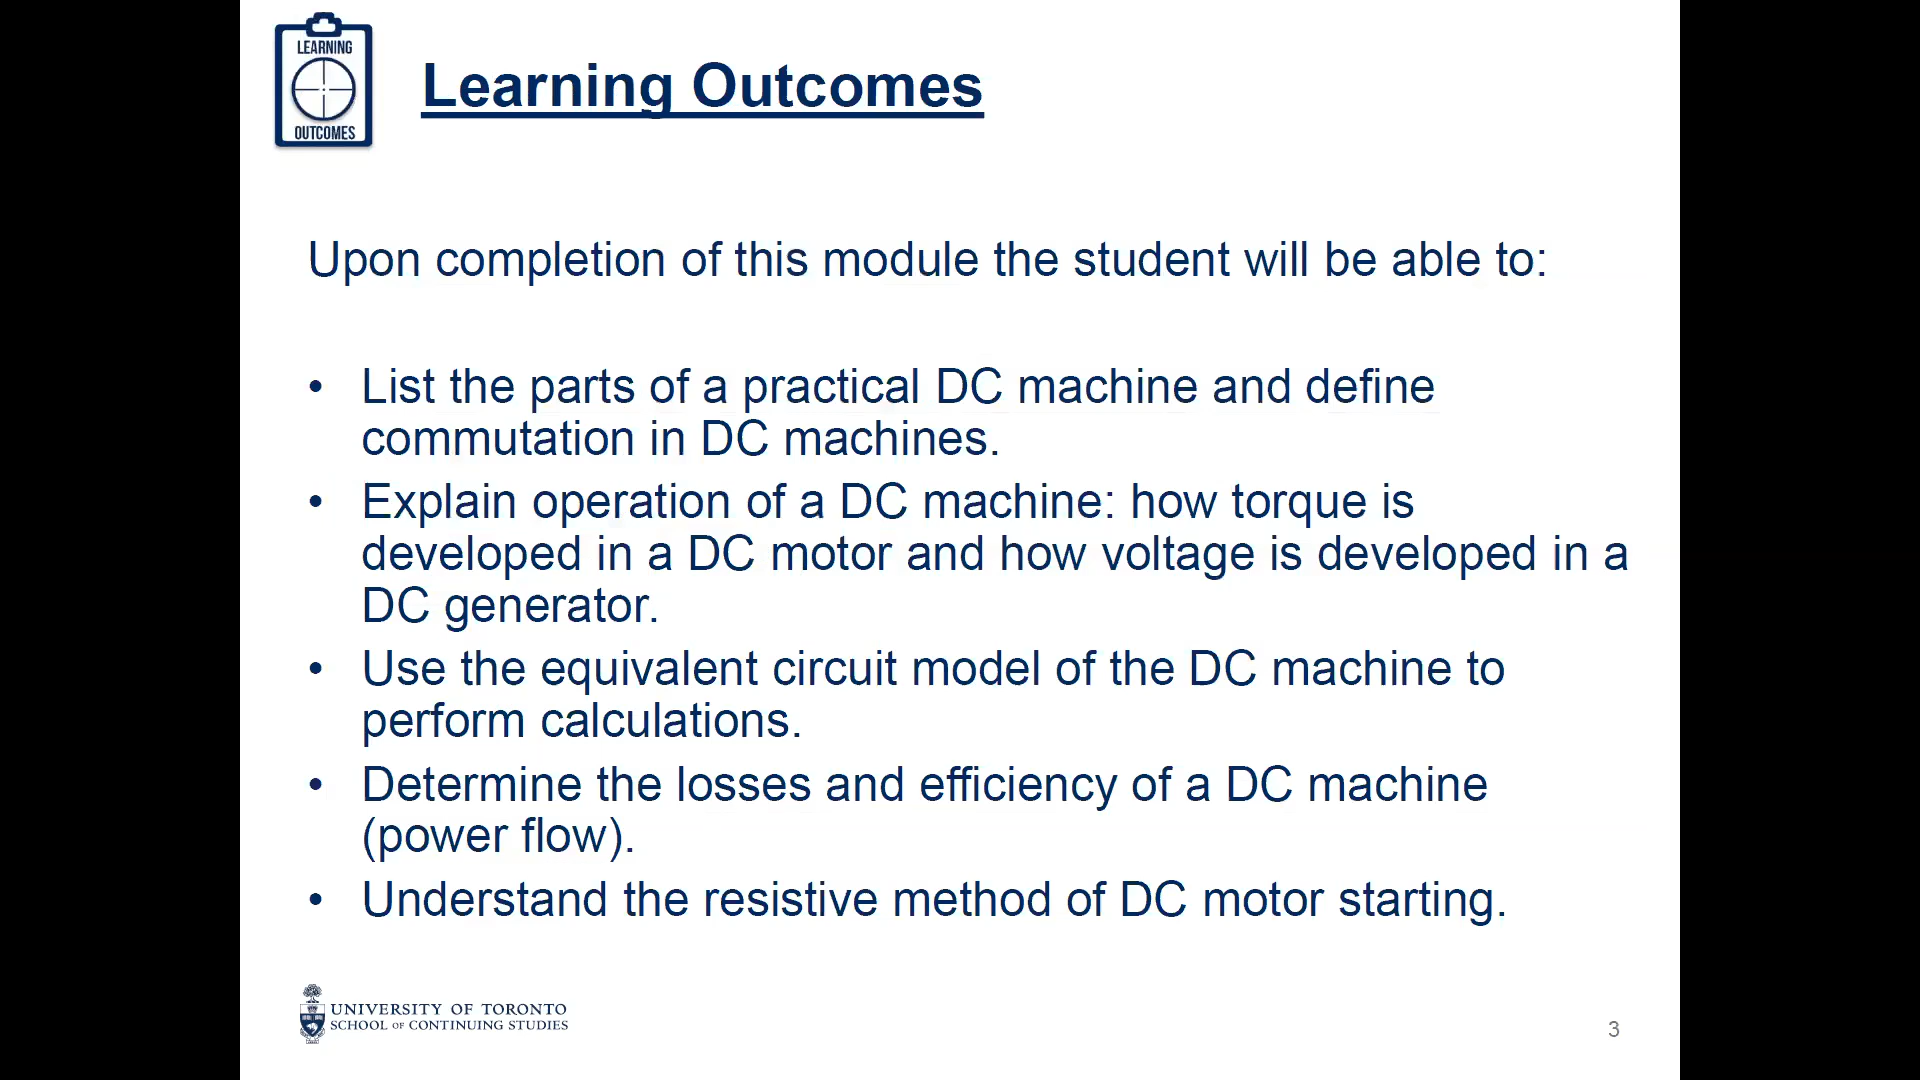 LEARNING
OUTCOMES
Learning Outcomes
Upon completion of this module the student will be able to:
• List the parts of a practical DC machine and define
commutation in DC machines.
• Explain operation of a DC machine: how torque is
developed in a DC motor and how voltage is developed in a
DC generator.
• Use the equivalent circuit model of the DC machine to
perform calculations.
• Determine the losses and efficiency of a DC machine
(power flow).
• Understand the resistive method of DC motor starting.
UNIVERSITY OF TORONTO
SCHOOL OF CONTINUING STUDIES
3